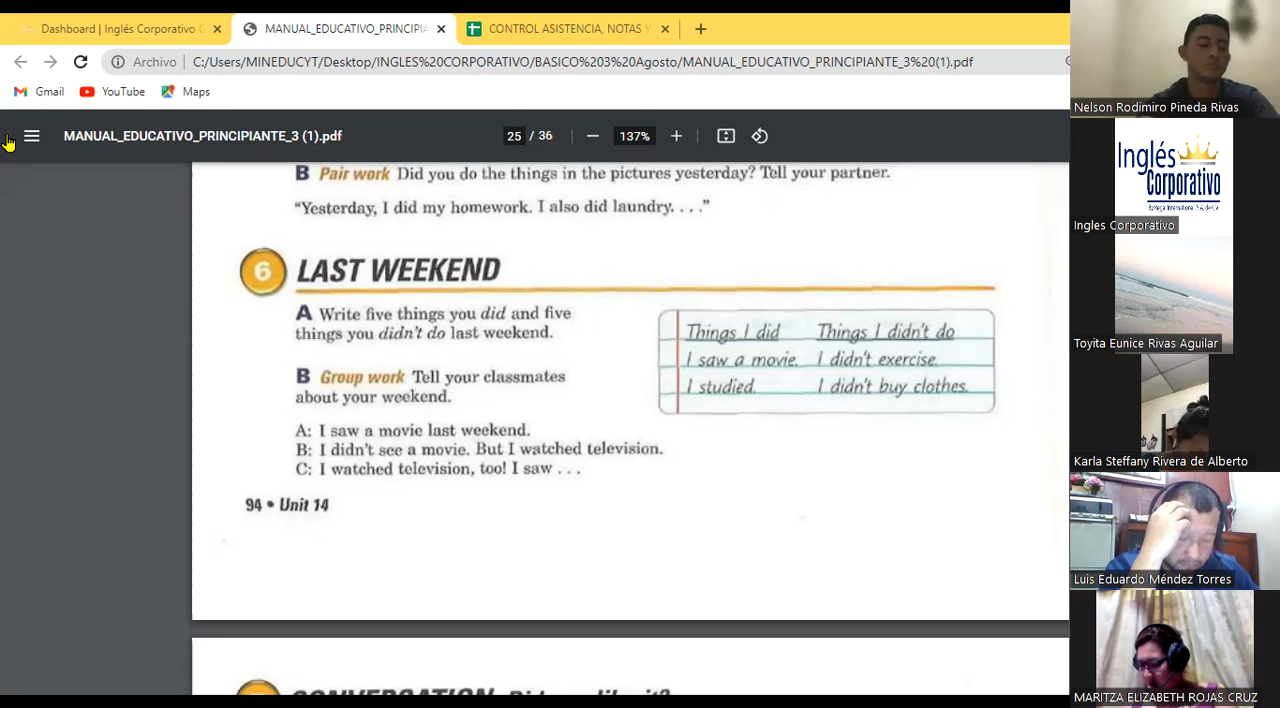 Dashboard | Inglés Corporativo C
MANUAL_EDUCATIVO_PRINCIPIA
CONTROL ASISTENCIA, NOTAS Y
Archivo
C:/Users/MINEDUCYT/Desktop/INGLES%20CORPORATIVO/BASICO%203%20Agosto/MANUAL_EDUCATIVO_PRINCIPIANTE_3%20(1).pdf
Gmail
YouTube
Maps
MANUAL_EDUCATIVO_PRINCIPIANTE_3 (1).pdf
25 / 36
137%
B Pair work Did you do the things in the pictures yesterday? Tell your partner.
"Yesterday, I did my homework. I also did laundry. . . ."
6 LAST WEEKEND
A Write five things you did and five
things you didn't do last weekend.
B Group work Tell your classmates
about your weekend.
A: I saw a movie last weekend.
B: I didn't see a movie. But I watched television.
C: I watched television, too! I saw . . .
Things I did Things I didn't do
I saw a movie. I didn't exercise.
I studied. I didn't buy clothes.
94 • Unit 14
Nelson Rodimiro Pineda Rivas
Inglés
Corporativo
Ingles Corporativo
Toyita Eunice Rivas Aguilar
Karla Steffany Rivera de Alberto
Luis Eduardo Méndez Torres
MARITZA ELIZABETH ROJAS CRUZ